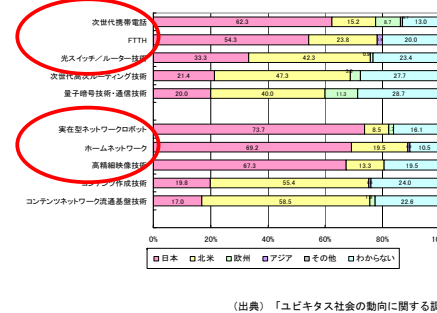 次世代携帯電話 62.3 15.2 8.7 13.0
FTTH 54.3 23.8 20.0
光スイッチ／ルーター技術 33.3 42.3 23.4
次世代高次ルーティング技術 21.4 47.3 27.7
量子暗号技術・通信技術 20.0 40.0 11.3 28.7
実在型ネットワークロボット 73.7 8.5 16.1
ホームネットワーク 69.2 19.5 10.5
高精細映像技術 67.3 13.3 19.5
コンテンツ作成技術 19.8 55.4 24.0
コンテンツネットワーク流通基盤技術 17.0 58.5 22.6
0% 20% 40% 60% 80% 100
日本 北米 欧州 アジア その他 わからない
（出典）「ユビキタス社会の動向に関する調